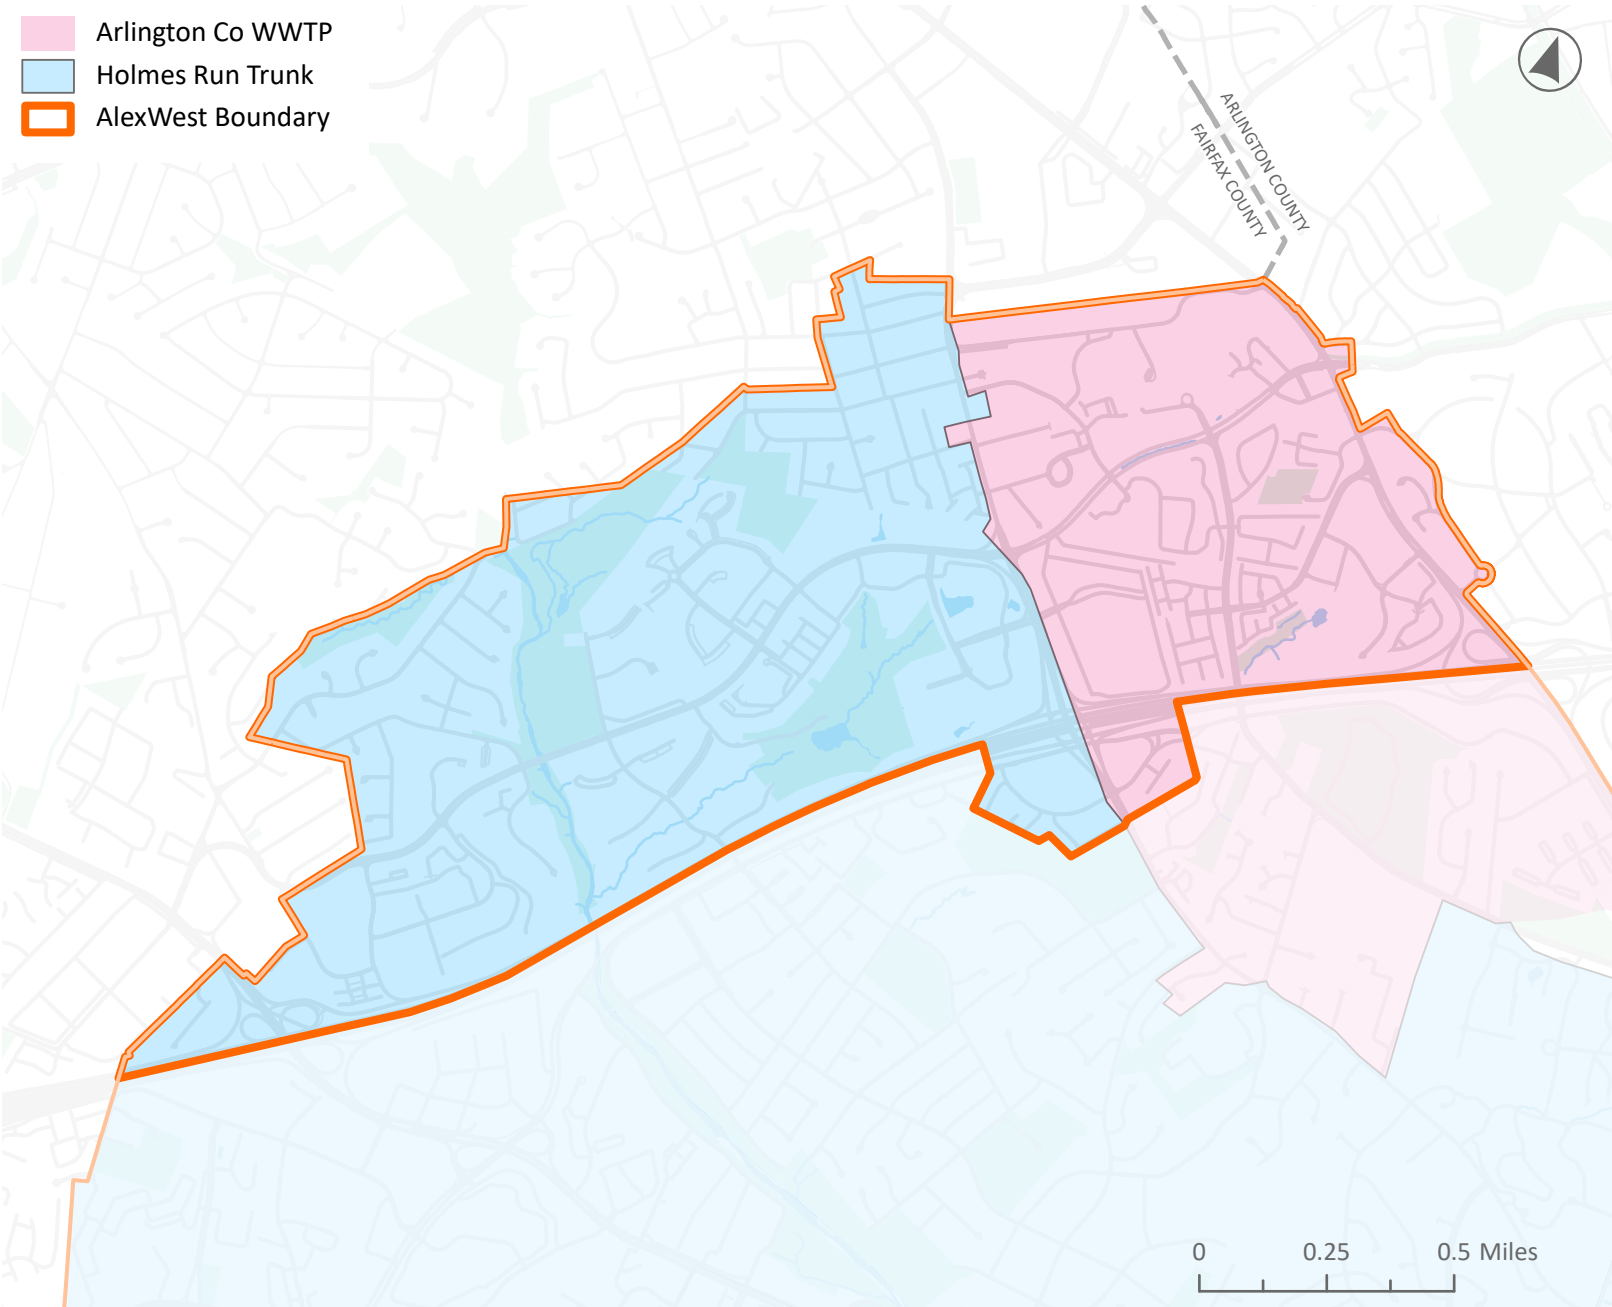 Arlington Co WWTP
Holmes Run Trunk
AlexWest Boundary
ARLINGTON COUNTY
FAIRFAX COUNTY
0 0.25 0.5 Miles